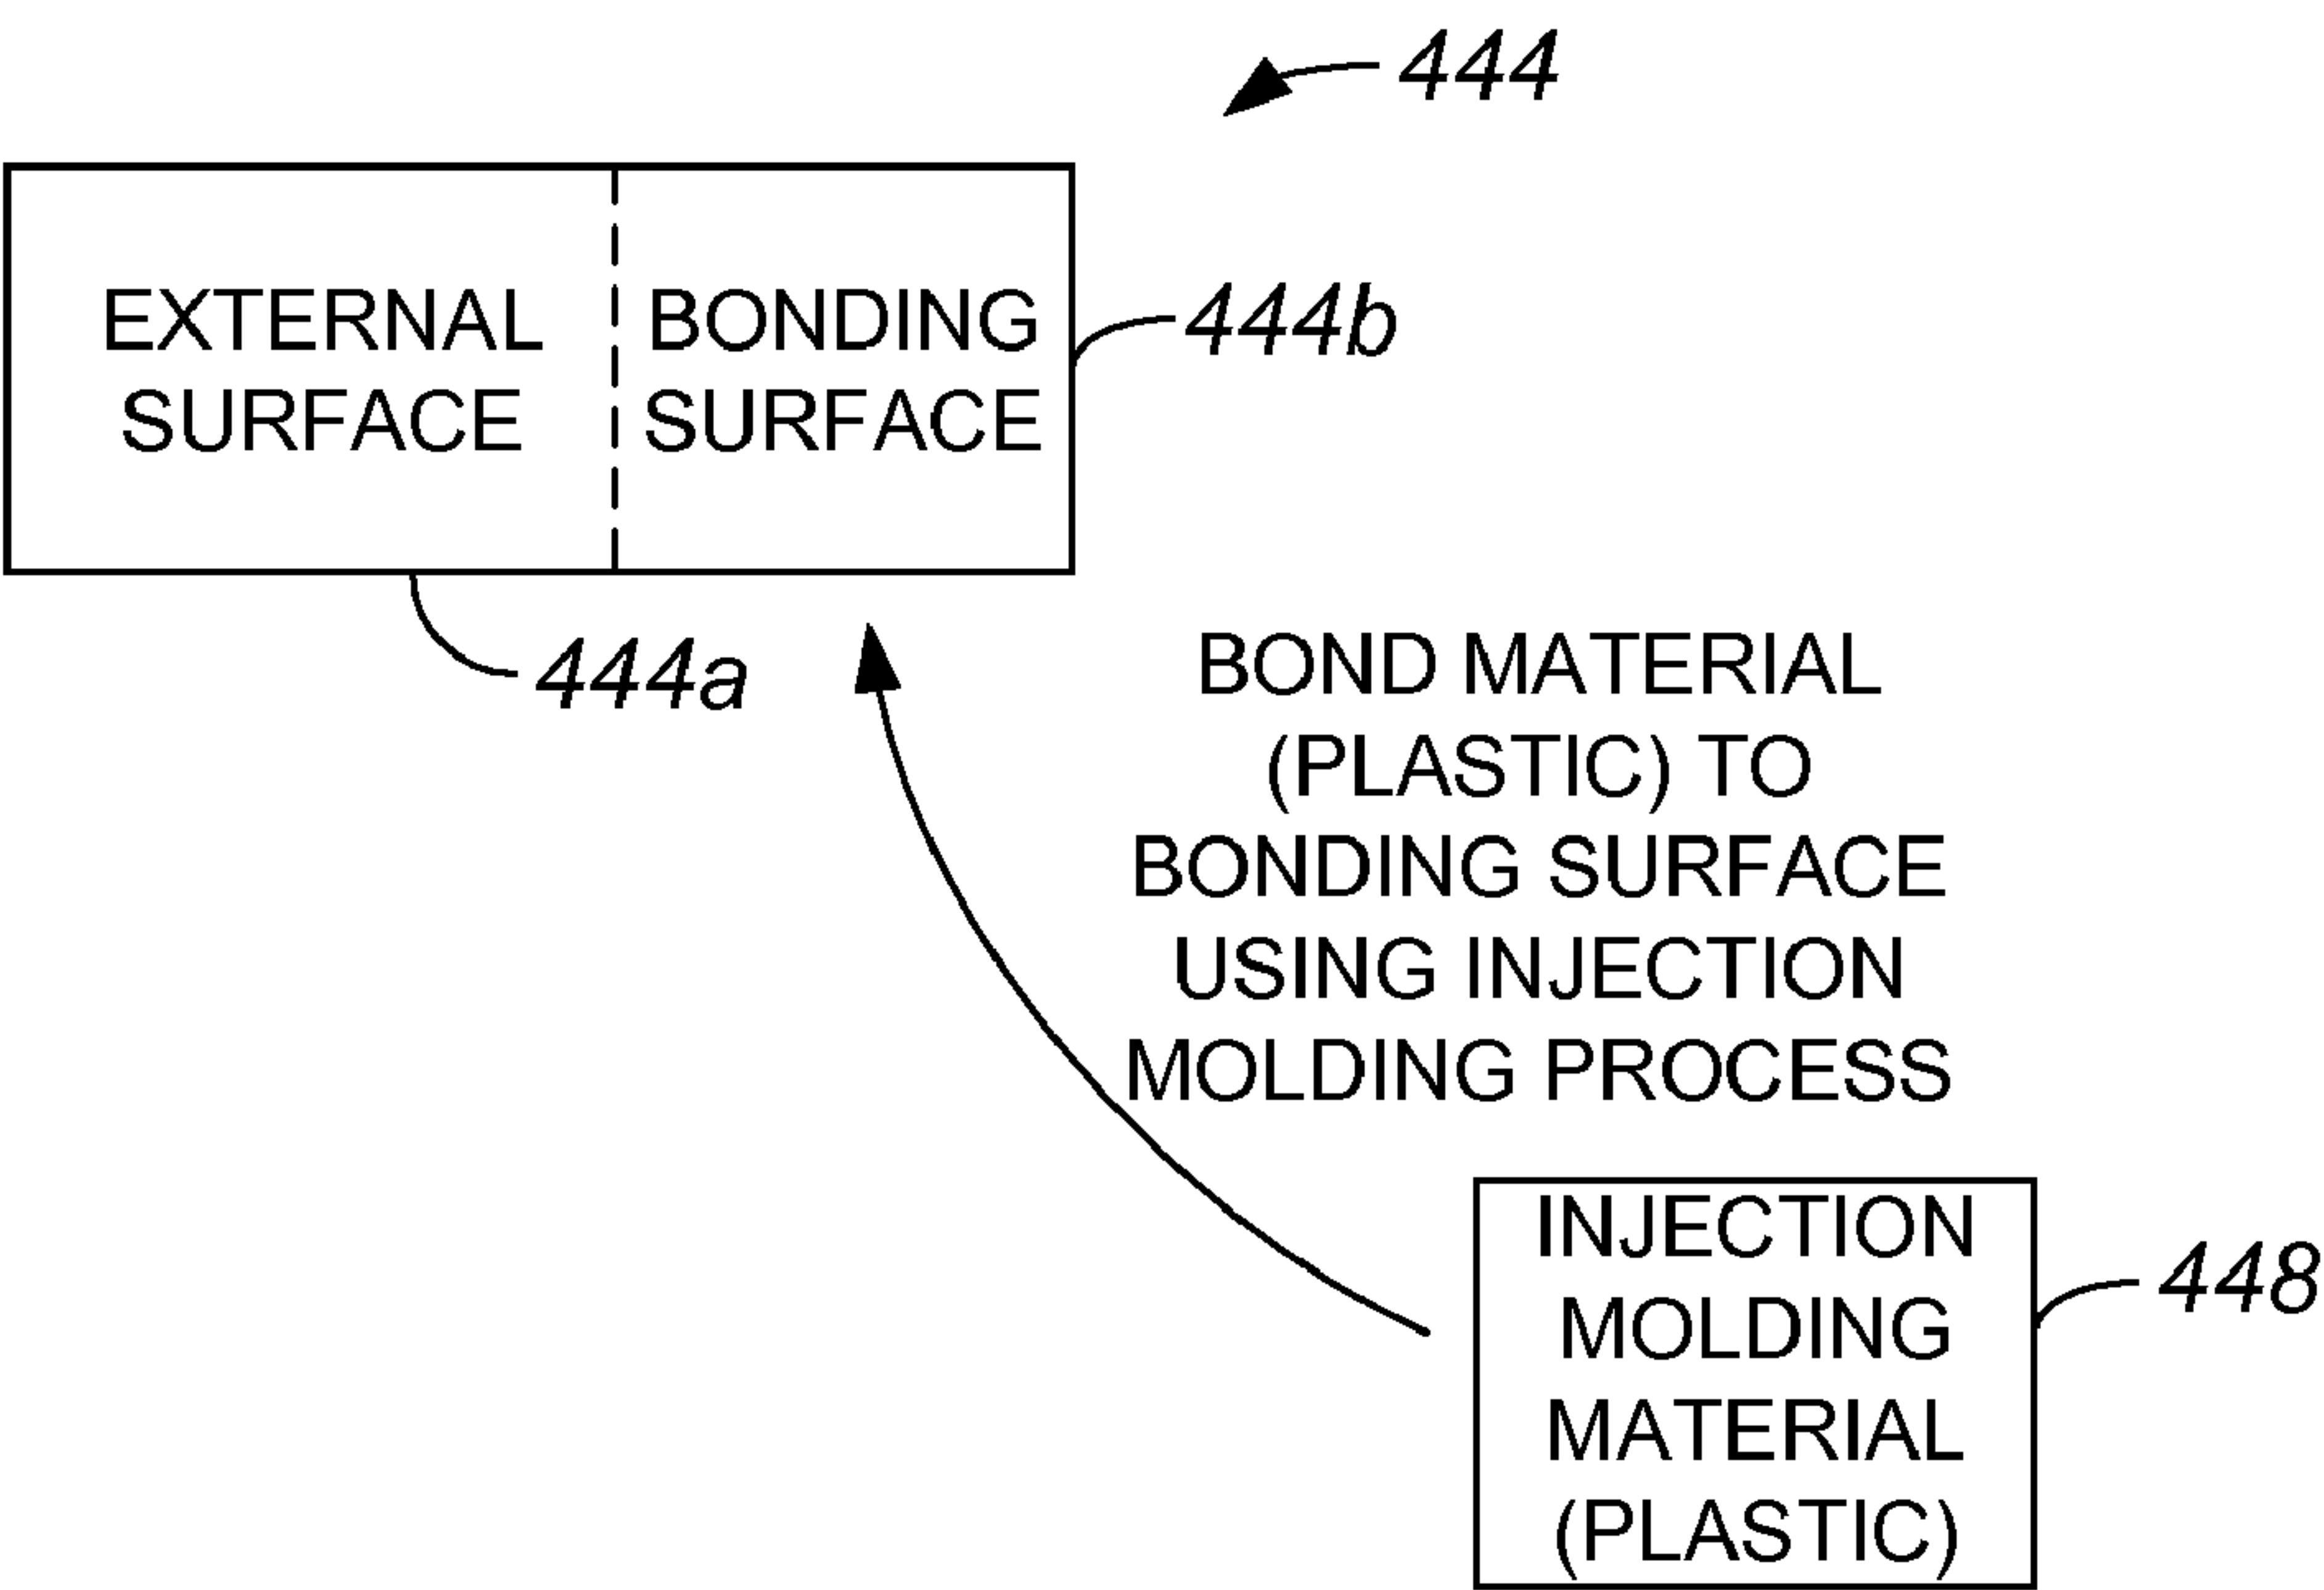 444
EXTERNAL
SURFACE
BONDING
SURFACE
444b
444a
BOND MATERIAL
(PLASTIC) TO
BONDING SURFACE
USING INJECTION
MOLDING PROCESS
INJECTION
MOLDING
MATERIAL
(PLASTIC)
448